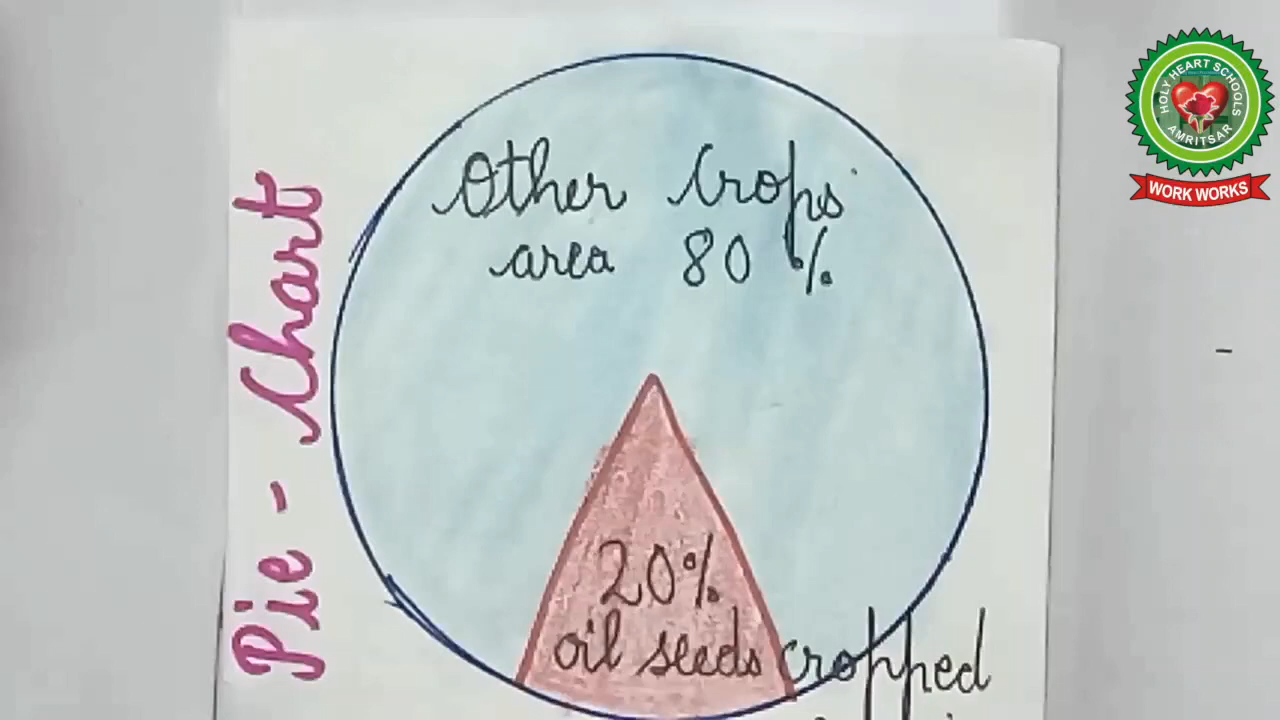 Pie - Chart
Other Crops
area 80%
20%
oil seeds cropped
HOLY HEART SCHOOLS
AMRITSAR
WORK WORKS